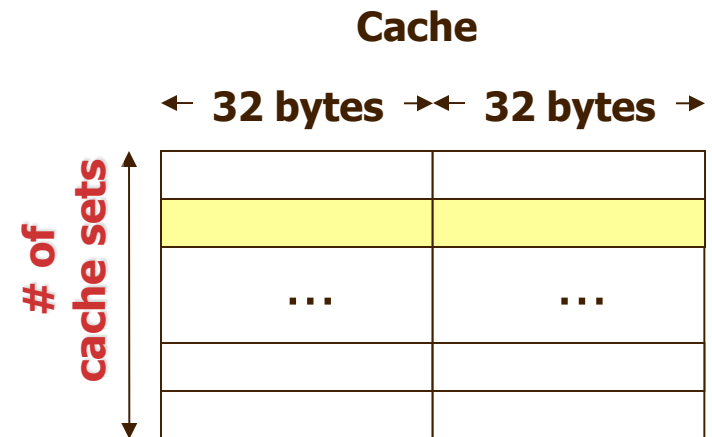 Cache
32 bytes 32 bytes
# of
cache sets
... ...